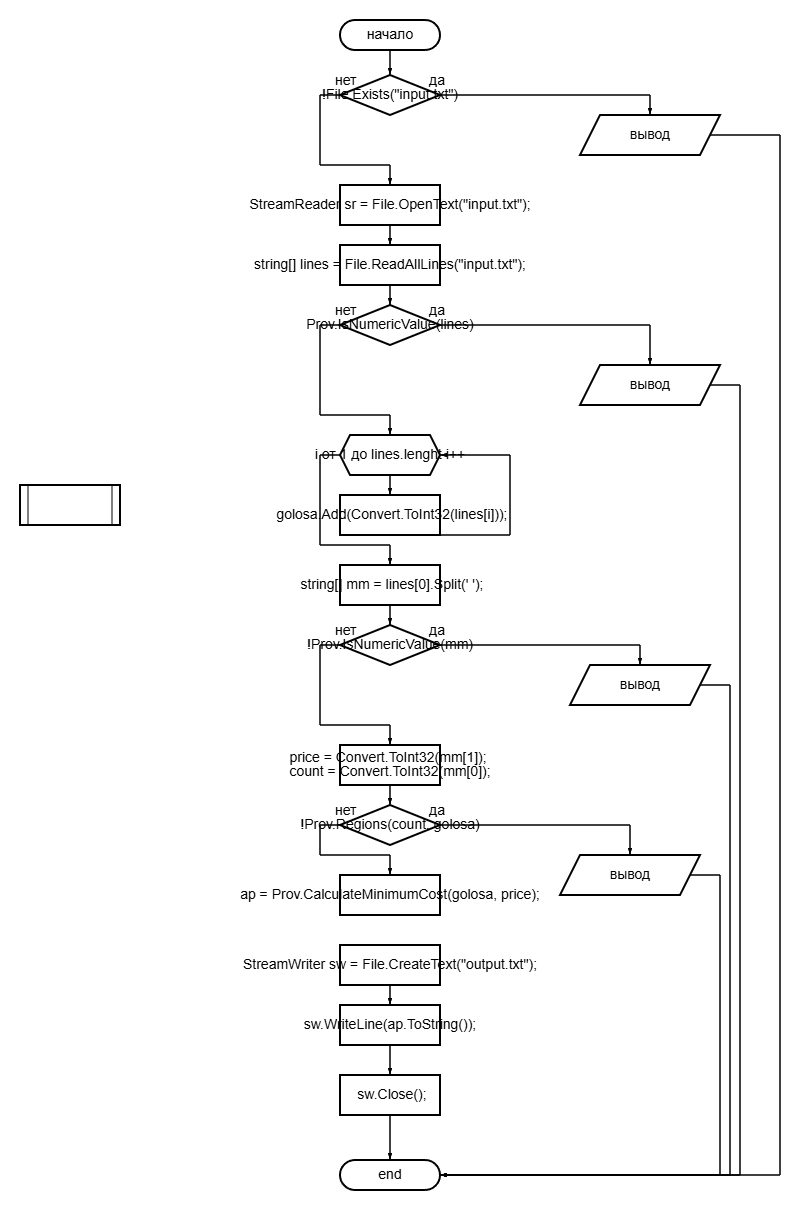 начало
нет
да
!File.Exists("input.txt")
вывод
StreamReader sr = File.OpenText("input.txt");
string[] lines = File.ReadAllLines("input.txt");
нет
да
Prov.IsNumericValue(lines)
вывод
i от 1 до lines.lenght i++
golosa.Add(Convert.ToInt32(lines[i]));
string[] mm = lines[0].Split(' ');
нет
да
!Prov.IsNumericValue(mm)
вывод
price = Convert.ToInt32(mm[1]);
count = Convert.ToInt32(mm[0]);
нет
да
!Prov.Regions(count, golosa)
вывод
ap = Prov.CalculateMinimumCost(golosa, price);
StreamWriter sw = File.CreateText("output.txt");
sw.WriteLine(ap.ToString());
sw.Close();
end